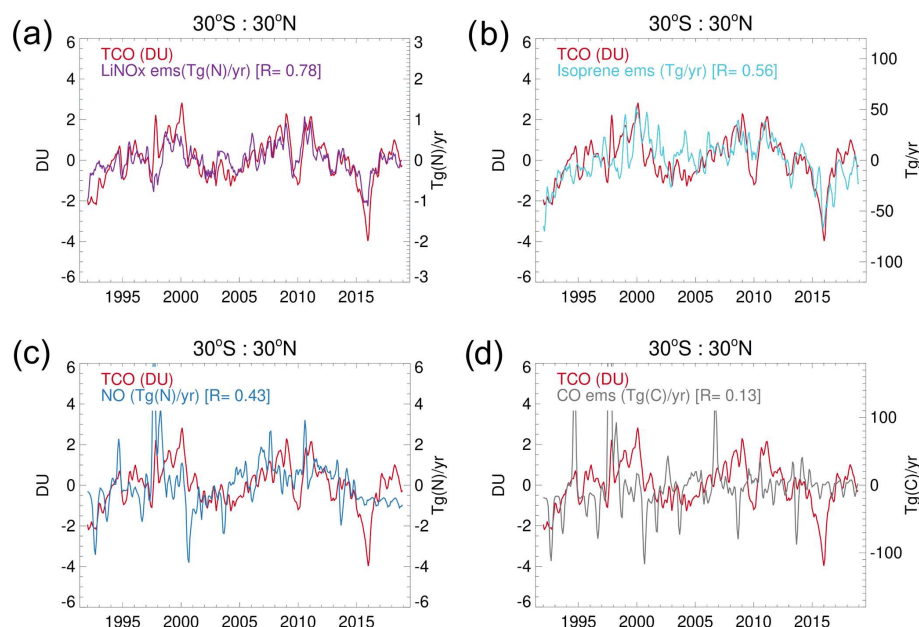 (a)
30°S : 30°N
TCO (DU)
LiNOx ems(Tg(N)/yr) [R= 0.78]
DU
Tg(N)/yr
6
4
2
0
-2
-4
-6
3
2
1
0
-1
-2
-3
1995 2000 2005 2010 2015
(b)
30°S : 30°N
TCO (DU)
Isoprene ems (Tg/yr) [R= 0.56]
DU
Tg/yr
6
4
2
0
-2
-4
-6
100
50
0
-50
-100
1995 2000 2005 2010 2015
(c)
30°S : 30°N
TCO (DU)
NO (Tg(N)/yr) [R= 0.43]
DU
Tg(N)/yr
6
4
2
0
-2
-4
-6
6
4
2
0
-2
-4
-6
1995 2000 2005 2010 2015
(d)
30°S : 30°N
TCO (DU)
CO ems (Tg(C)/yr) [R= 0.13]
DU
Tg(C)/yr
6
4
2
0
-2
-4
-6
100
0
-100
1995 2000 2005 2010 2015